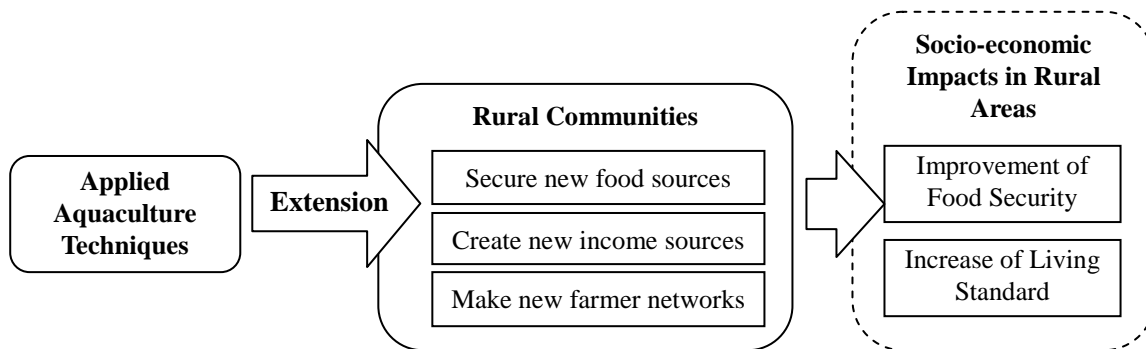 Applied
Aquaculture
Techniques
Extension
Rural Communities
Secure new food sources
Create new income sources
Make new farmer networks
Socio-economic
Impacts in Rural
Areas
Improvement of
Food Security
Increase of Living
Standard